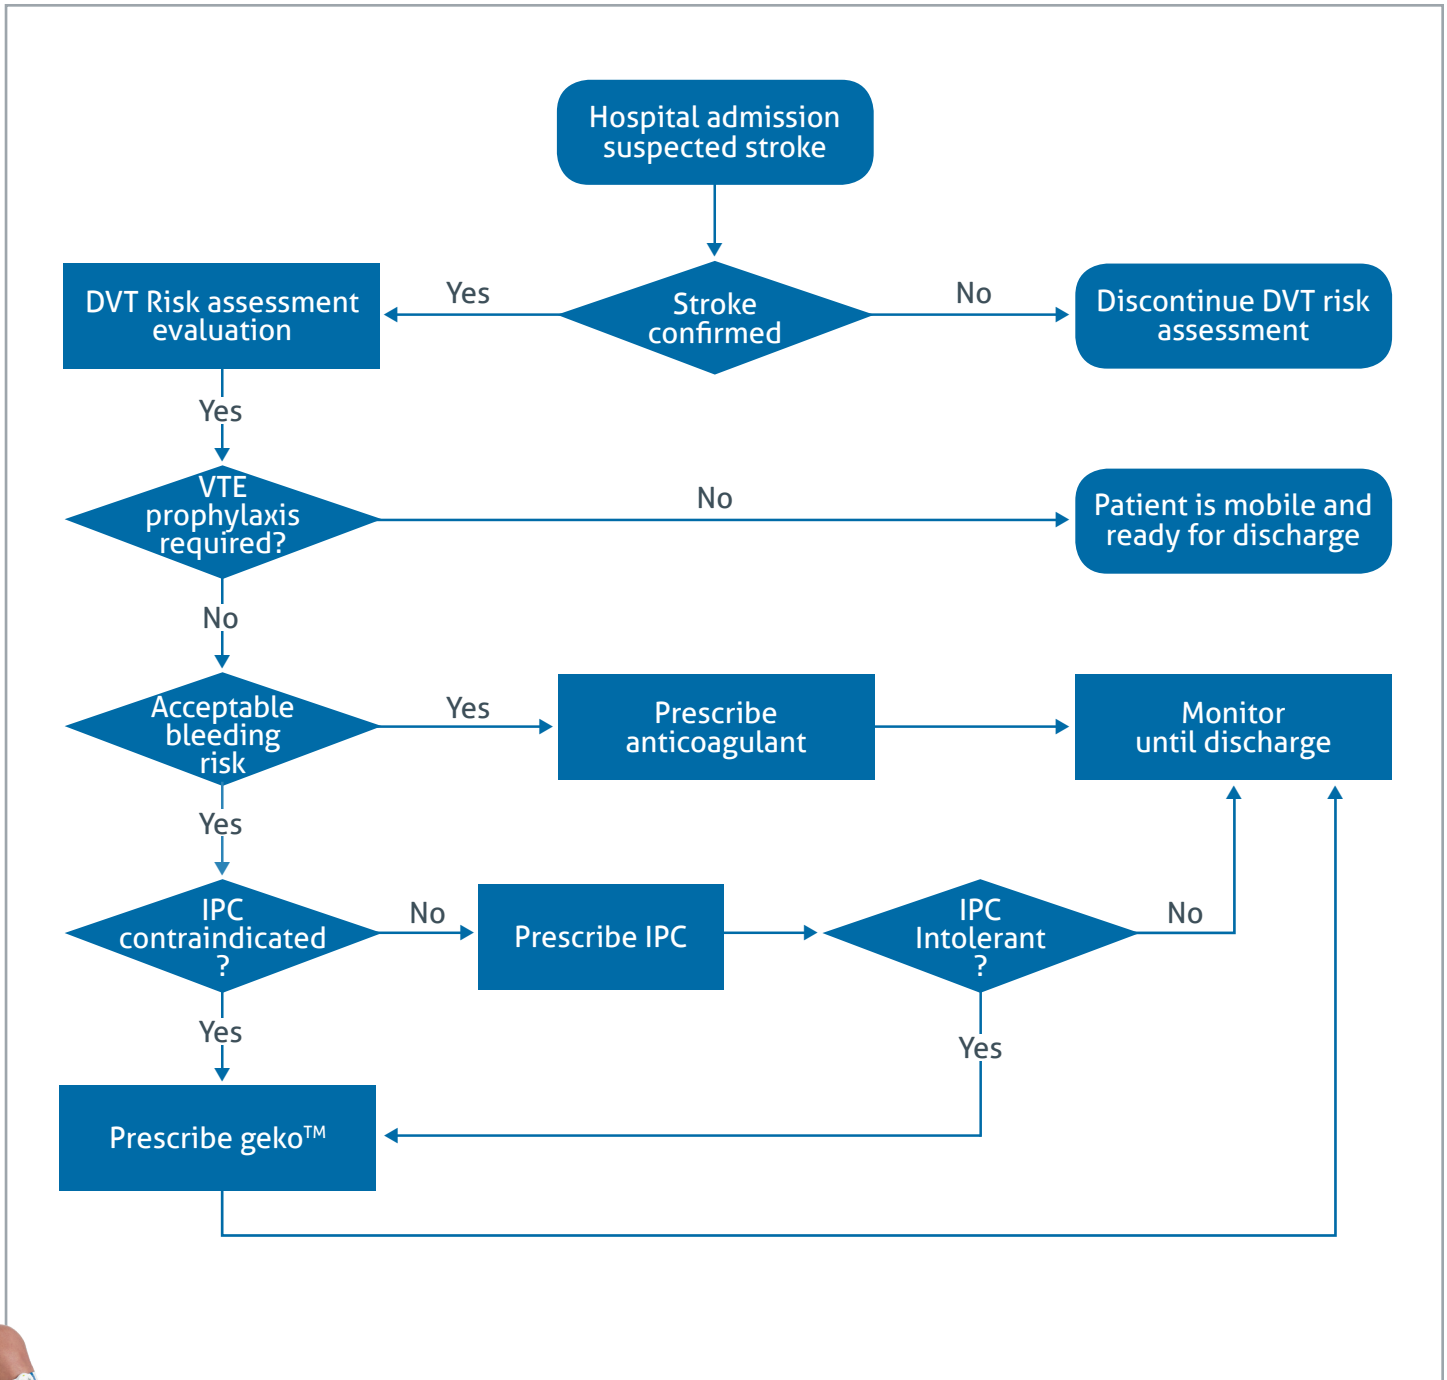 Hospital admission
suspected stroke
Yes
No
DVT Risk assessment
evaluation
Stroke
confirmed
Discontinue DVT risk
assessment
Yes
VTE
prophylaxis
required?
No
Patient is mobile and
ready for discharge
No
Acceptable
bleeding
risk
Yes
Prescribe
anticoagulant
Monitor
until discharge
Yes
IPC
contraindicated
?
No
Prescribe IPC
IPC
Intolerant
?
No
Yes
Yes
Prescribe geko™